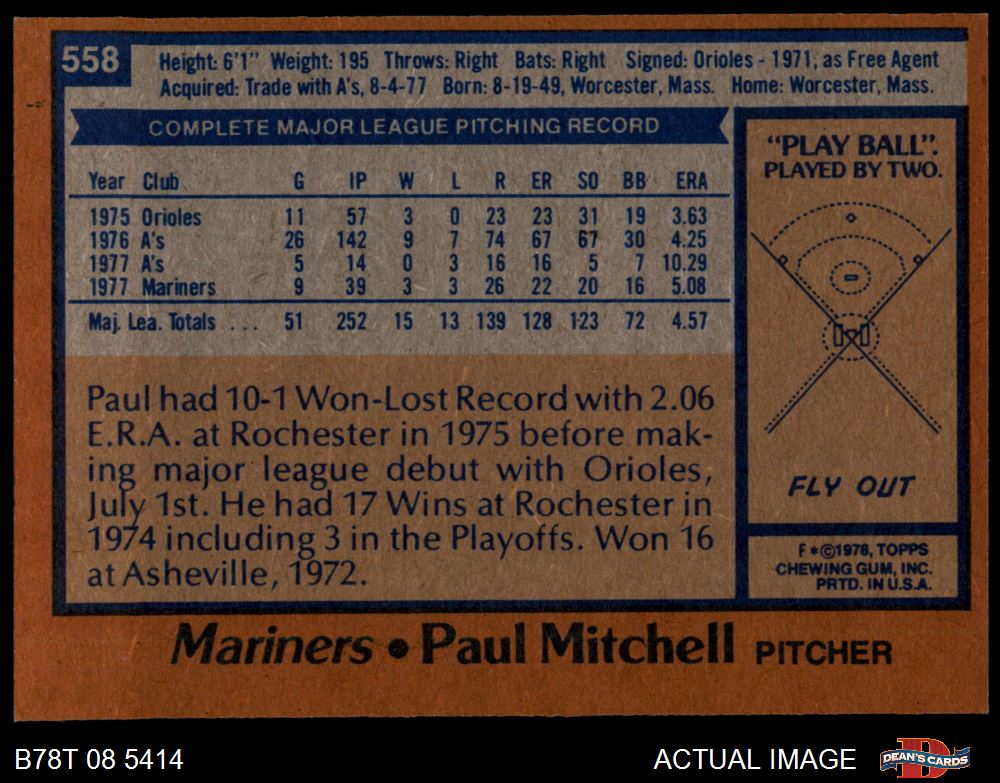 558
Height: 6'1" Weight: 195 Throws: Right Bats: Right Signed: Orioles - 1971, as Free Agent
Acquired: Trade with A's, 8-4-77 Born: 8-19-49, Worcester, Mass. Home: Worcester, Mass.
COMPLETE MAJOR LEAGUE PITCHING RECORD
Year Club G IP W L R ER SO BB ERA
1975 Orioles 11 57 3 0 23 23 31 19 3.63
1976 A's 26 142 9 7 74 67 67 30 4.25
1977 A's 5 14 0 3 16 16 5 7 10.29
1977 Mariners 9 39 3 3 26 22 20 16 5.08
Maj. Lea. Totals ... 51 252 15 13 139 128 123 72 4.57
Paul had 10-1 Won-Lost Record with 2.06
E.R.A. at Rochester in 1975 before mak-
ing major league debut with Orioles,
July 1st. He had 17 Wins at Rochester in
1974 including 3 in the Playoffs. Won 16
at Asheville, 1972.
"PLAY BALL".
PLAYED BY TWO.
FLY OUT
F*©1978, TOPPS
CHEWING GUM, INC.
PRTD. IN U.S.A.
Mariners • Paul Mitchell PITCHER
B78T 08 5414
ACTUAL IMAGE
DEAN'S CARDS